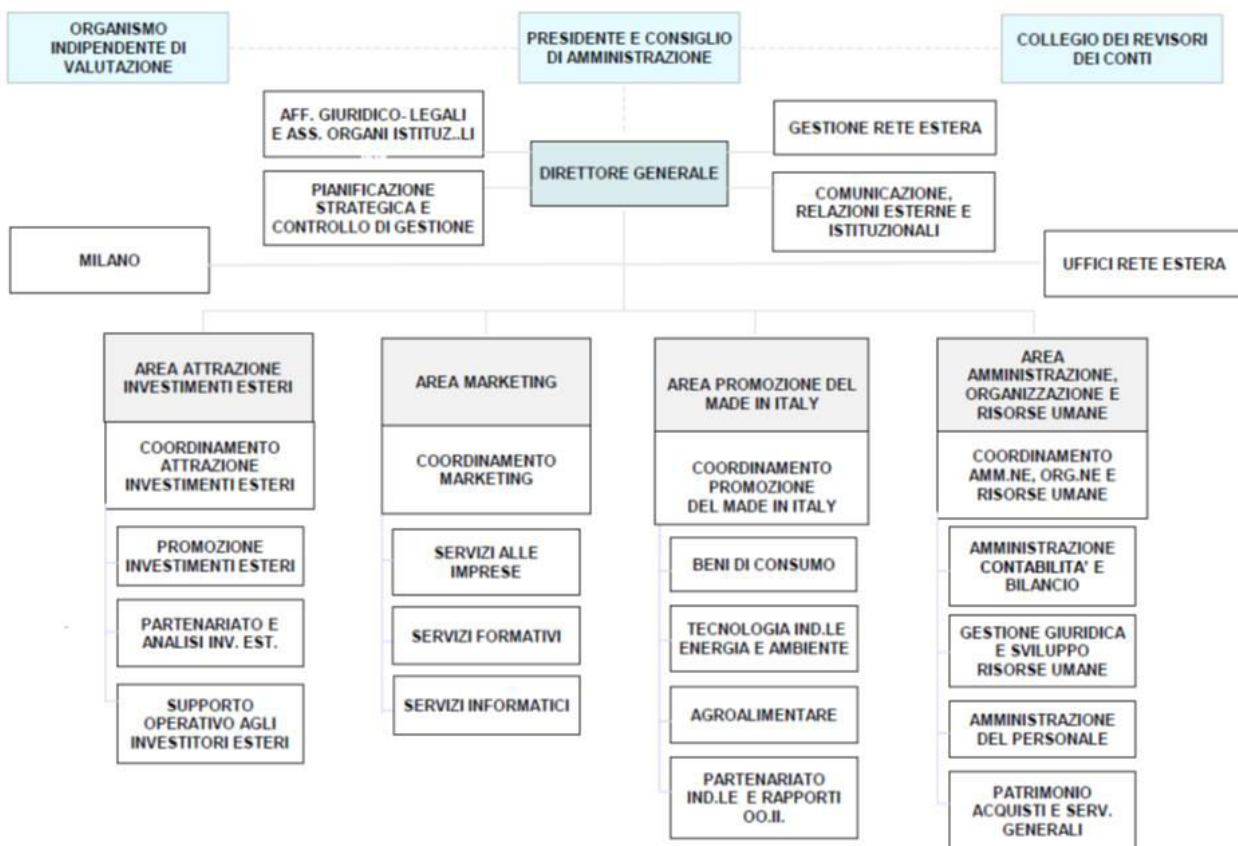 ORGANISMO
INDIPENDENTE DI
VALUTAZIONE
PRESIDENTE E CONSIGLIO
DI AMMINISTRAZIONE
COLLEGIO DEI REVISORI
DEI CONTI
AFF. GIURIDICO- LEGALI
E ASS. ORGANI ISTITUZ..LI
GESTIONE RETE ESTERA
DIRETTORE GENERALE
PIANIFICAZIONE
STRATEGICA E
CONTROLLO DI GESTIONE
COMUNICAZIONE,
RELAZIONI ESTERNE E
ISTITUZIONALI
MILANO
UFFICI RETE ESTERA
AREA ATTRAZIONE
INVESTIMENTI ESTERI
COORDINAMENTO
ATTRAZIONE
INVESTIMENTI ESTERI
PROMOZIONE
INVESTIMENTI ESTERI
PARTENARIATO E
ANALISI INV. EST.
SUPPORTO
OPERATIVO AGLI
INVESTITORI ESTERI
AREA MARKETING
COORDINAMENTO
MARKETING
SERVIZI ALLE
IMPRESE
SERVIZI FORMATIVI
SERVIZI INFORMATICI
AREA PROMOZIONE DEL
MADE IN ITALY
COORDINAMENTO
PROMOZIONE
DEL MADE IN ITALY
BENI DI CONSUMO
TECNOLOGIA IND.LE
ENERGIA E AMBIENTE
AGROALIMENTARE
PARTENARIATO
IND.LE E RAPPORTI
OO.II.
AREA
AMMINISTRAZIONE,
ORGANIZZAZIONE E
RISORSE UMANE
COORDINAMENTO
AMM.NE, ORG.NE E
RISORSE UMANE
AMMINISTRAZIONE
CONTABILITA' E
BILANCIO
GESTIONE GIURIDICA
E SVILUPPO
RISORSE UMANE
AMMINISTRAZIONE
DEL PERSONALE
PATRIMONIO
ACQUISTI E SERV.
GENERALI